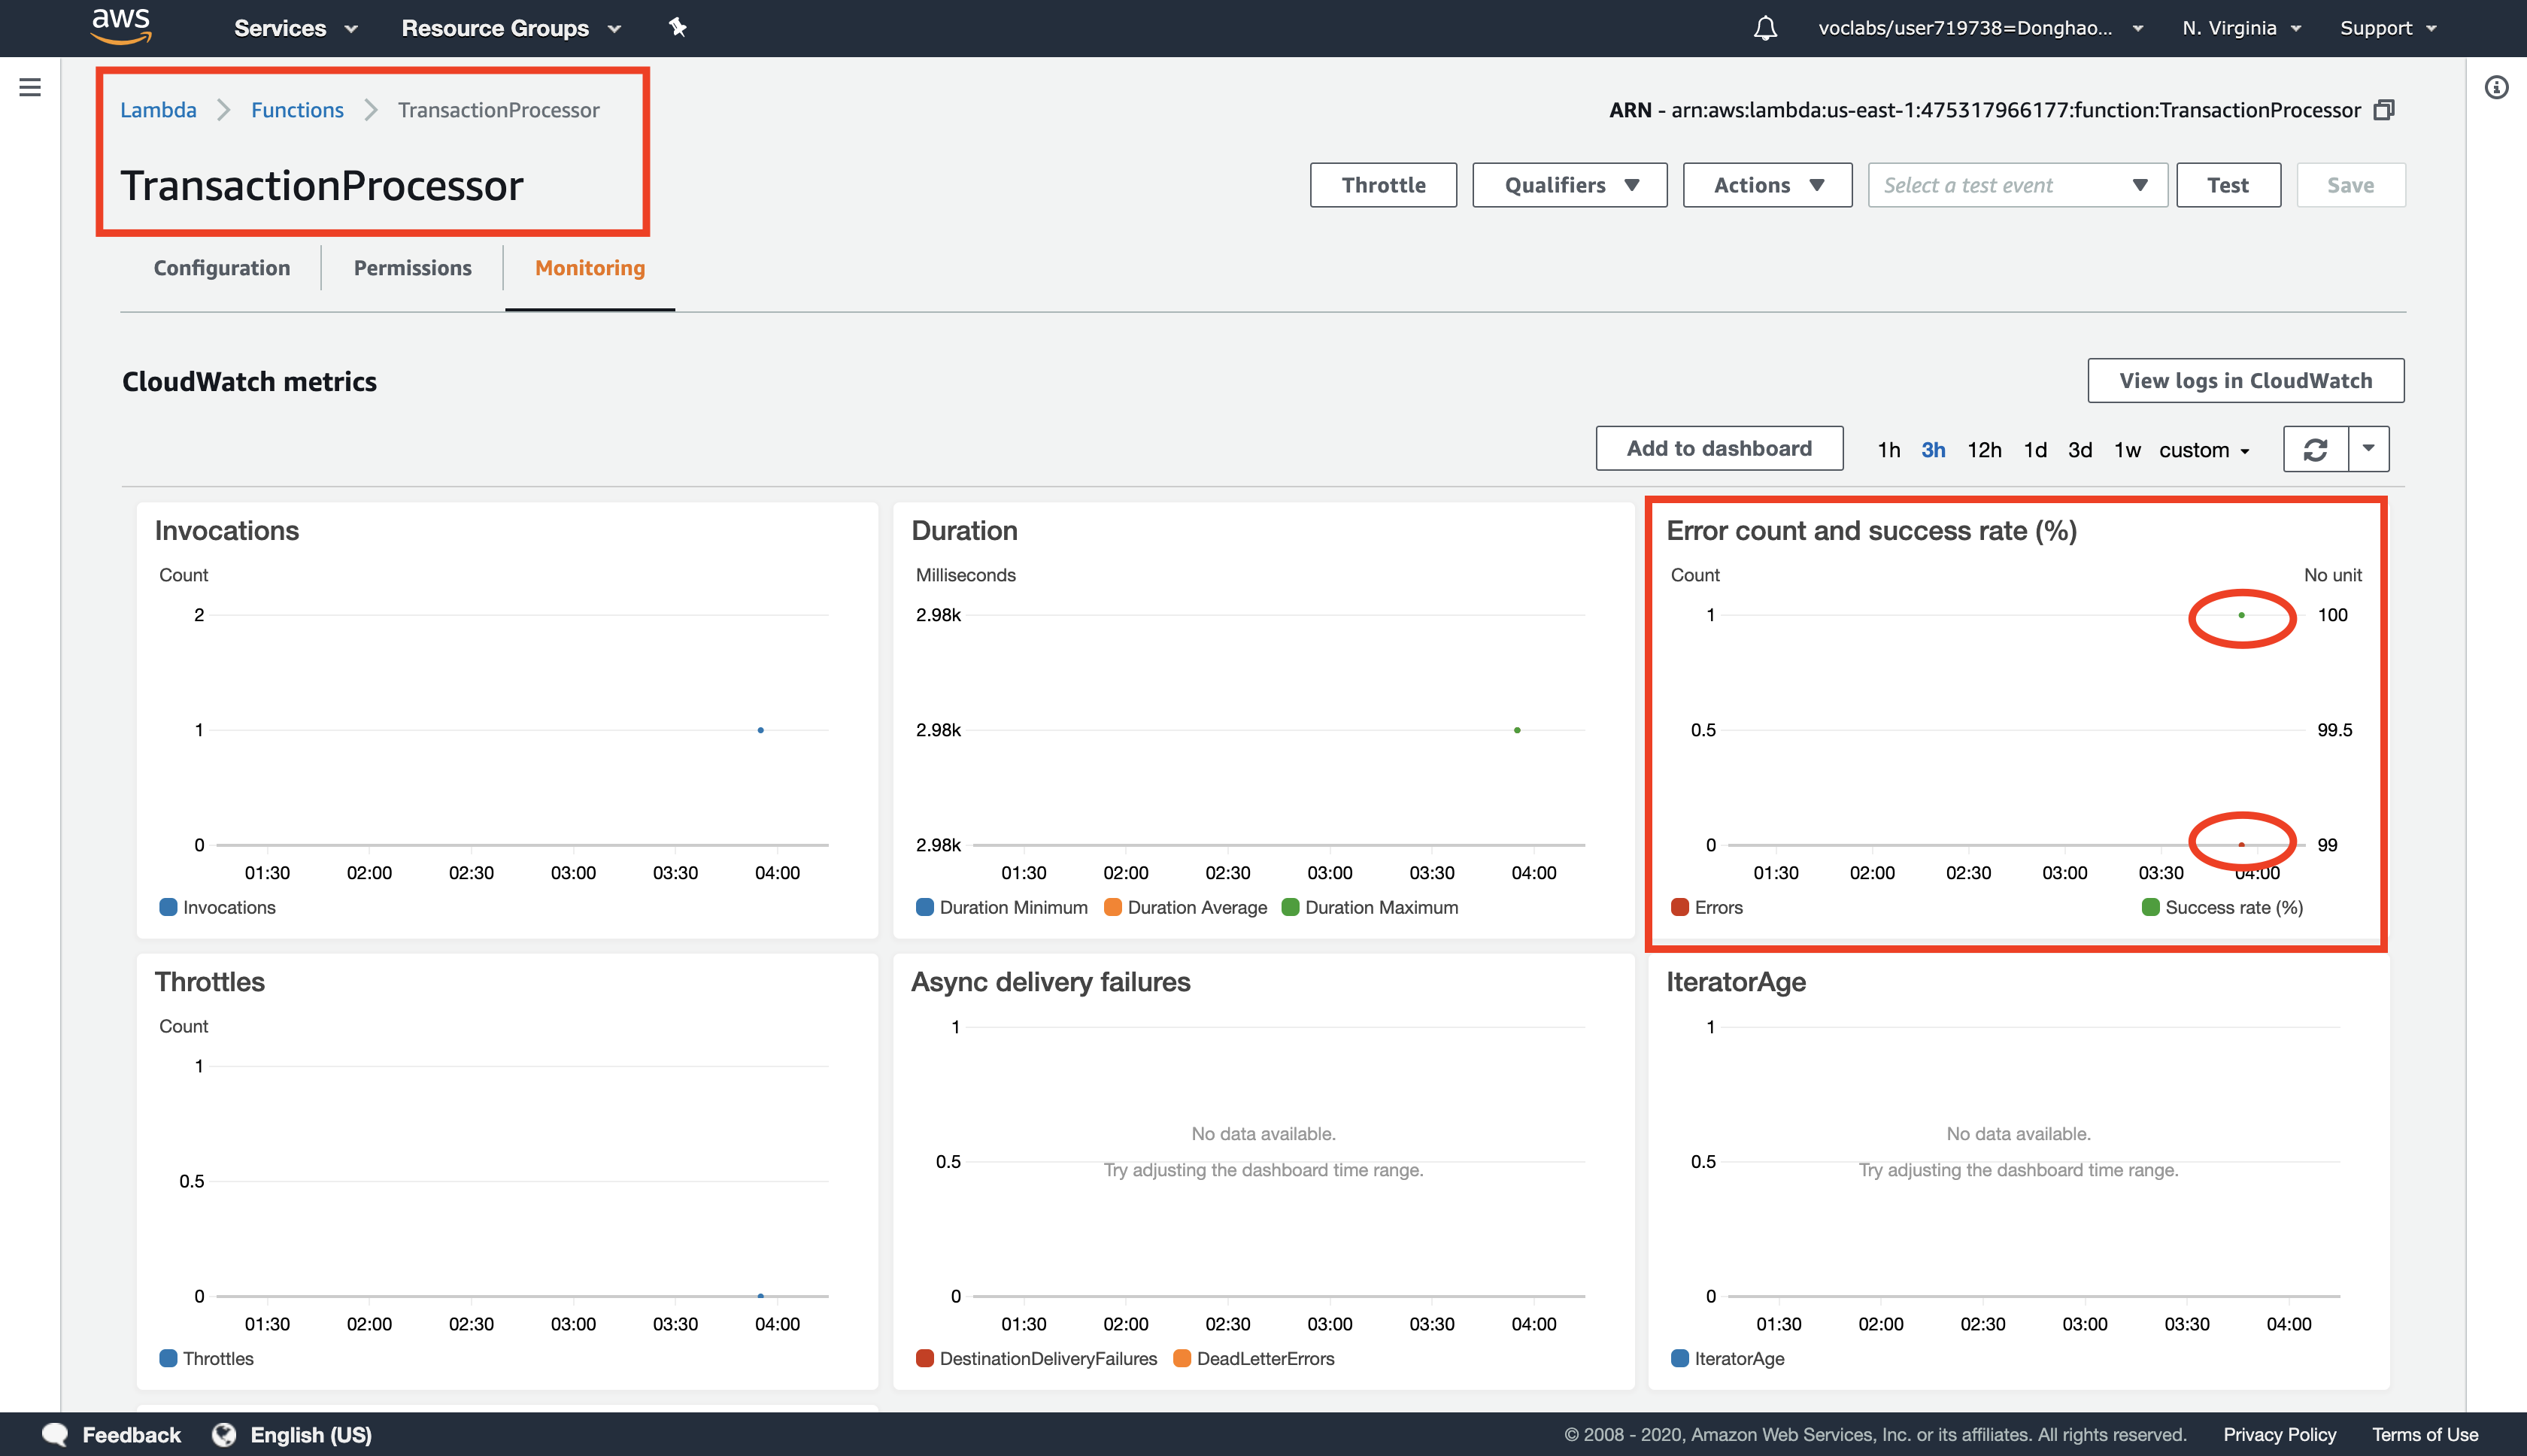 aws
Services
Resource Groups
voclabs/user719738=Donghao...
N. Virginia
Support
Lambda
Functions
TransactionProcessor
ARN - arn:aws:lambda:us-east-1:475317966177:function:TransactionProcessor
TransactionProcessor
Throttle
Qualifiers
Actions
Select a test event
Test
Save
Configuration
Permissions
Monitoring
CloudWatch metrics
View logs in CloudWatch
Add to dashboard
1h 3h 12h 1d 3d 1w custom
Invocations
Count
2
1
0
01:30 02:00 02:30 03:00 03:30 04:00
Invocations
Duration
Milliseconds
2.98k
2.98k
2.98k
01:30 02:00 02:30 03:00 03:30 04:00
Duration Minimum Duration Average Duration Maximum
Error count and success rate (%)
Count No unit
1 100
0.5 99.5
0 99
01:30 02:00 02:30 03:00 03:30 04:00
Errors Success rate (%)
Throttles
Count
1
0.5
0
01:30 02:00 02:30 03:00 03:30 04:00
Throttles
Async delivery failures
1
No data available.
0.5
Try adjusting the dashboard time range.
0
01:30 02:00 02:30 03:00 03:30 04:00
DestinationDeliveryFailures DeadLetterErrors
IteratorAge
1
No data available.
0.5
Try adjusting the dashboard time range.
0
01:30 02:00 02:30 03:00 03:30 04:00
IteratorAge
Feedback
English (US)
© 2008 - 2020, Amazon Web Services, Inc. or its affiliates. All rights reserved.
Privacy Policy
Terms of Use